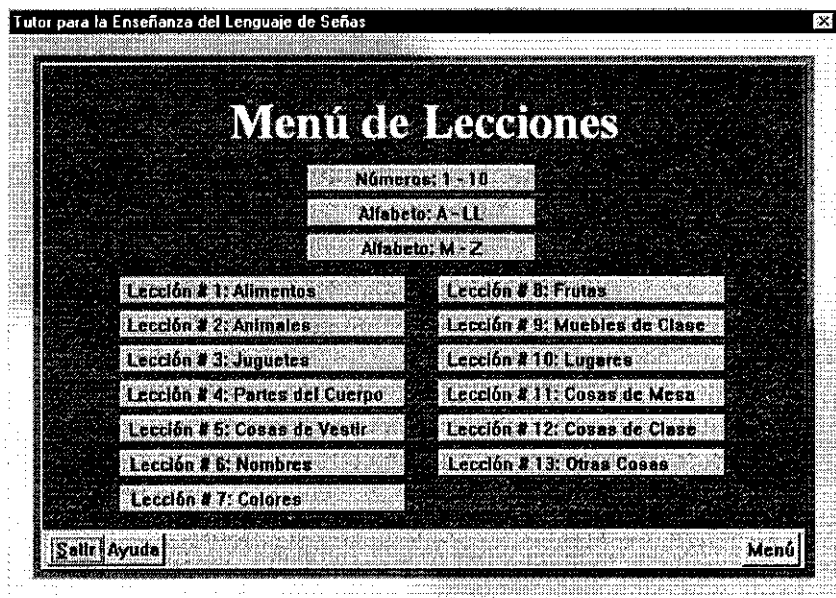 Tutor para la Enseñanza del Lenguaje de Señas
Menú de Lecciones
Números: 1 - 10
Alfabeto: A - LL
Alfabeto: M - Z
Lección # 1: Alimentos
Lección # 2: Animales
Lección # 3: Juguetes
Lección # 4: Partes del Cuerpo
Lección # 5: Cosas de Vestir
Lección # 6: Nombres
Lección # 7: Colores
Lección # 8: Frutas
Lección # 9: Muebles de Clase
Lección # 10: Lugares
Lección # 11: Cosas de Mesa
Lección # 12: Cosas de Clase
Lección # 13: Otras Cosas
Salir Ayuda Menú